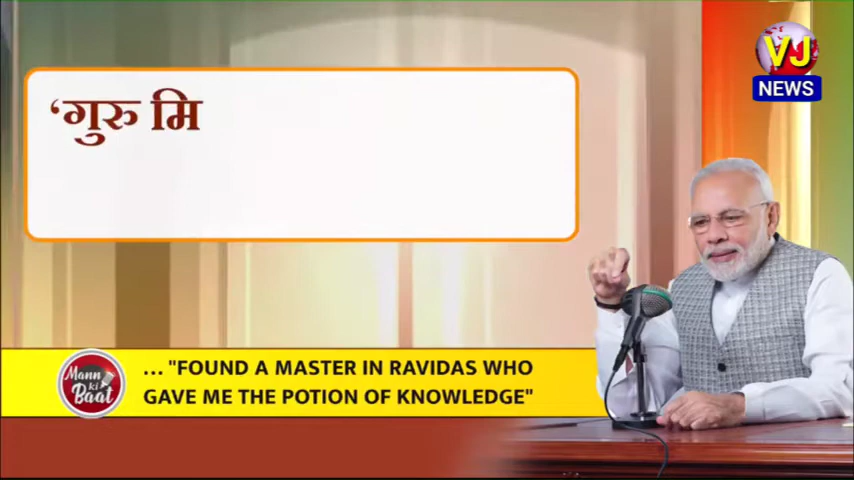 VJ
NEWS
‘गुरु मि
... "FOUND A MASTER IN RAVIDAS WHO
GAVE ME THE POTION OF KNOWLEDGE"
Mann
ki
Baat